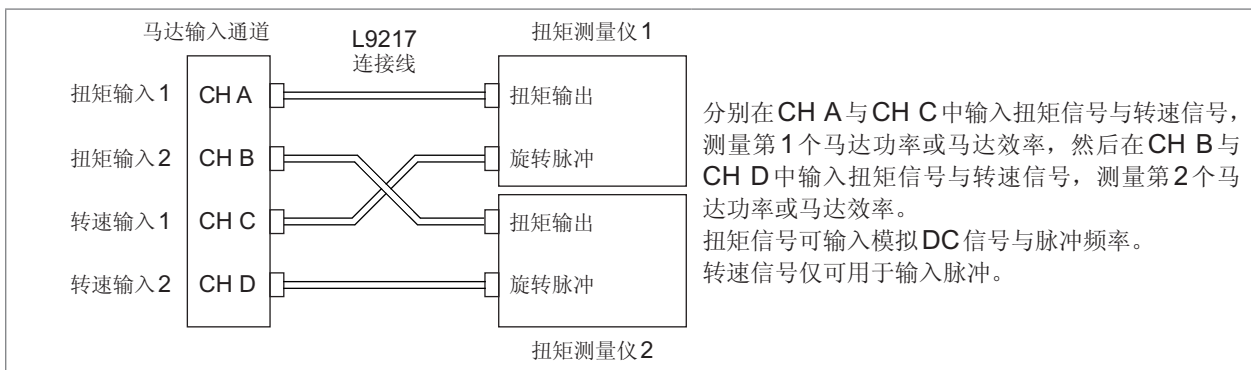 马达输入通道
L9217
连接线
扭矩测量仪1
扭矩输入1
CH A
扭矩输出
扭矩输入2
CH B
旋转脉冲
转速输入1
CH C
扭矩输出
转速输入2
CH D
旋转脉冲
扭矩测量仪2
分别在CH A与CH C中输入扭矩信号与转速信号，
测量第1个马达功率或马达效率，然后在CH B与
CH D中输入扭矩信号与转速信号，测量第2个马
达功率或马达效率。
扭矩信号可输入模拟DC信号与脉冲频率。
转速信号仅可用于输入脉冲。